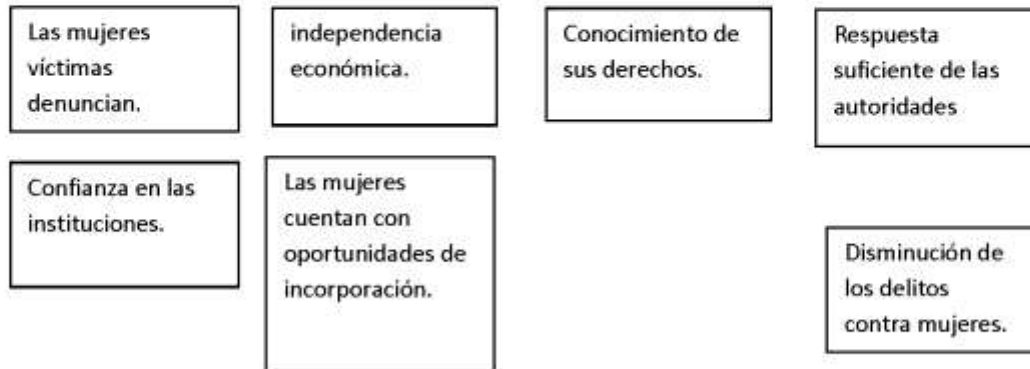 Las mujeres
víctimas
denuncian.
independencia
económica.
Conocimiento de
sus derechos.
Respuesta
suficiente de las
autoridades
Confianza en las
instituciones.
Las mujeres
cuentan con
oportunidades de
incorporación.
Disminución de
los delitos
contra mujeres.